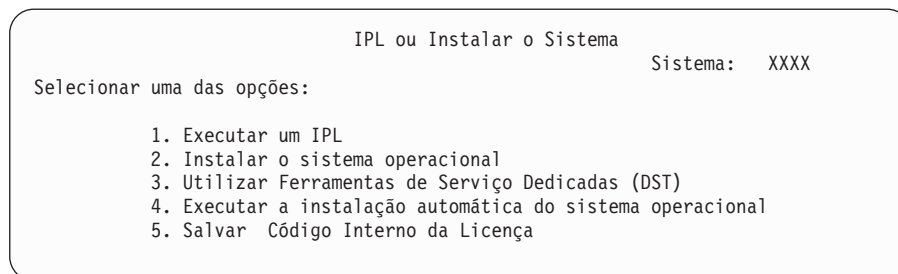 IPL ou Instalar o Sistema
Sistema: XXXX
Selecionar uma das opções:
1. Executar um IPL
2. Instalar o sistema operacional
3. Utilizar Ferramentas de Serviço Dedicadas (DST)
4. Executar a instalação automática do sistema operacional
5. Salvar Código Interno da Licença